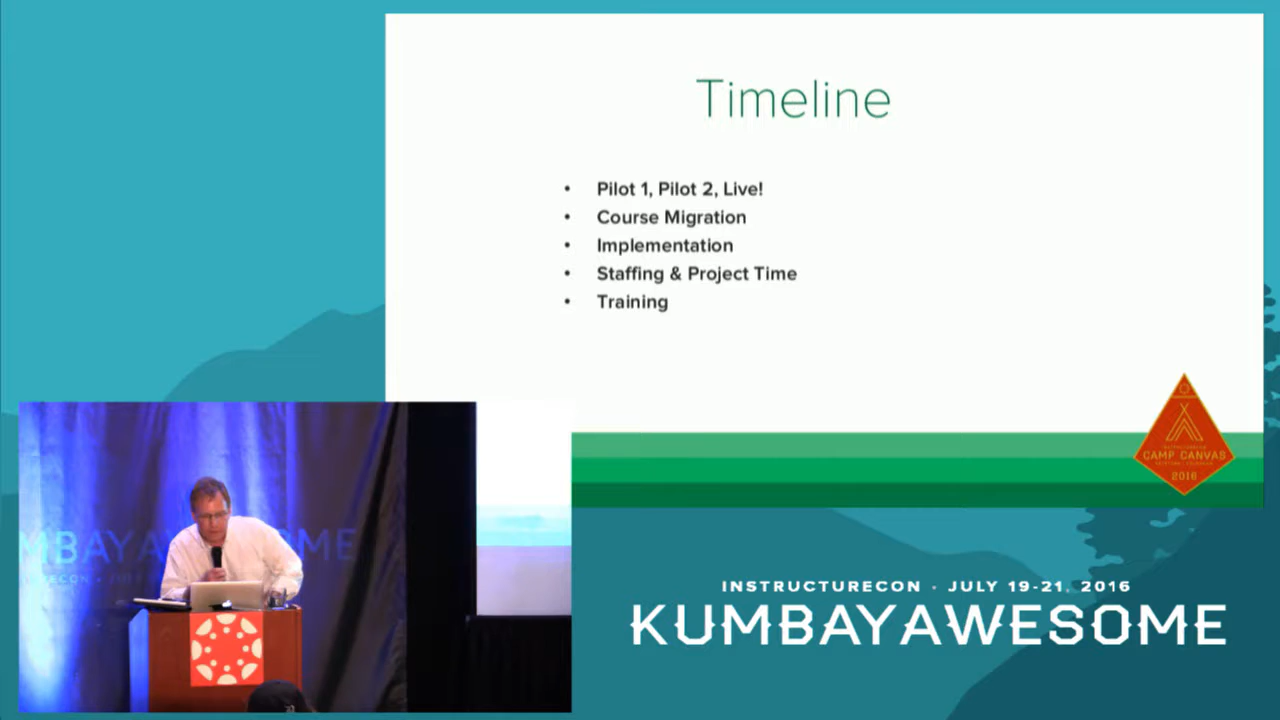 Timeline
• Pilot 1, Pilot 2, Live!
• Course Migration
• Implementation
• Staffing & Project Time
• Training
CAMP CANVAS
2016
INSTRUCTURECON • JULY 19-21, 2016
KUMBAYAWESOME